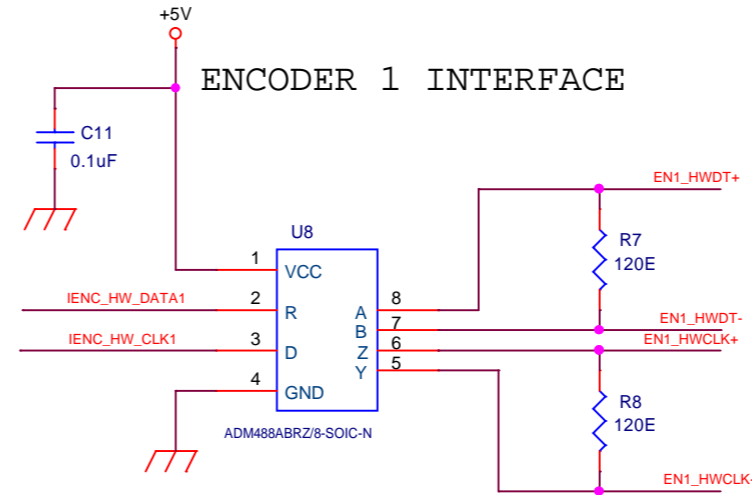 +5V
ENCODER 1 INTERFACE
C11
0.1uF
EN1_HWDT+
U8
R7
120E
1
VCC
IENC_HW_DATA1
2
R
A
8
B
7
EN1_HWDT-
IENC_HW_CLK1
3
D
Z
6
EN1_HWCLK+
Y
5
4
GND
R8
120E
ADM488ABRZ/8-SOIC-N
EN1_HWCLK-